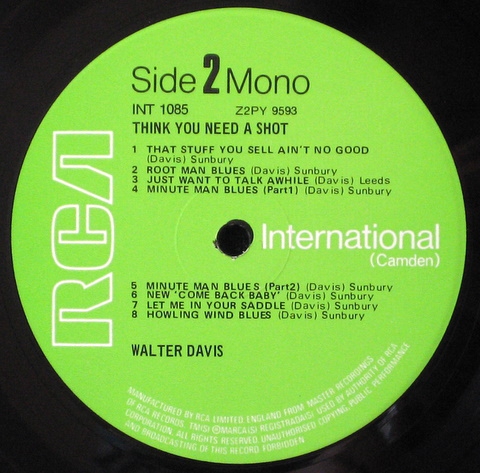 Side 2 Mono
INT 1085 Z2PY 9593
THINK YOU NEED A SHOT
1 THAT STUFF YOU SELL AIN'T NO GOOD
(Davis) Sunbury
2 ROOT MAN BLUES (Davis) Sunbury
3 JUST WANT TO TALK AWHILE (Davis) Leeds
4 MINUTE MAN BLUES (Part1) (Davis) Sunbury
RCA
International
(Camden)
5 MINUTE MAN BLUES (Part2) (Davis) Sunbury
6 NEW 'COME BACK BABY' (Davis) Sunbury
7 LET ME IN YOUR SADDLE (Davis) Sunbury
8 HOWLING WIND BLUES (Davis) Sunbury
WALTER DAVIS
MANUFACTURED BY RCA LIMITED, ENGLAND FROM MASTER RECORDINGS
OF RCA RECORDS. TM(S) ® MARCA(S) REGISTRADA(S) USED BY AUTHORITY OF RCA
CORPORATION. ALL RIGHTS RESERVED. UNAUTHORISED COPYING, PUBLIC PERFORMANCE
AND BROADCASTING OF THIS RECORD FORBIDDEN